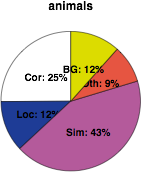 animals
BG: 12%
Oth: 9%
Cor: 25%
Loc: 12%
Sim: 43%